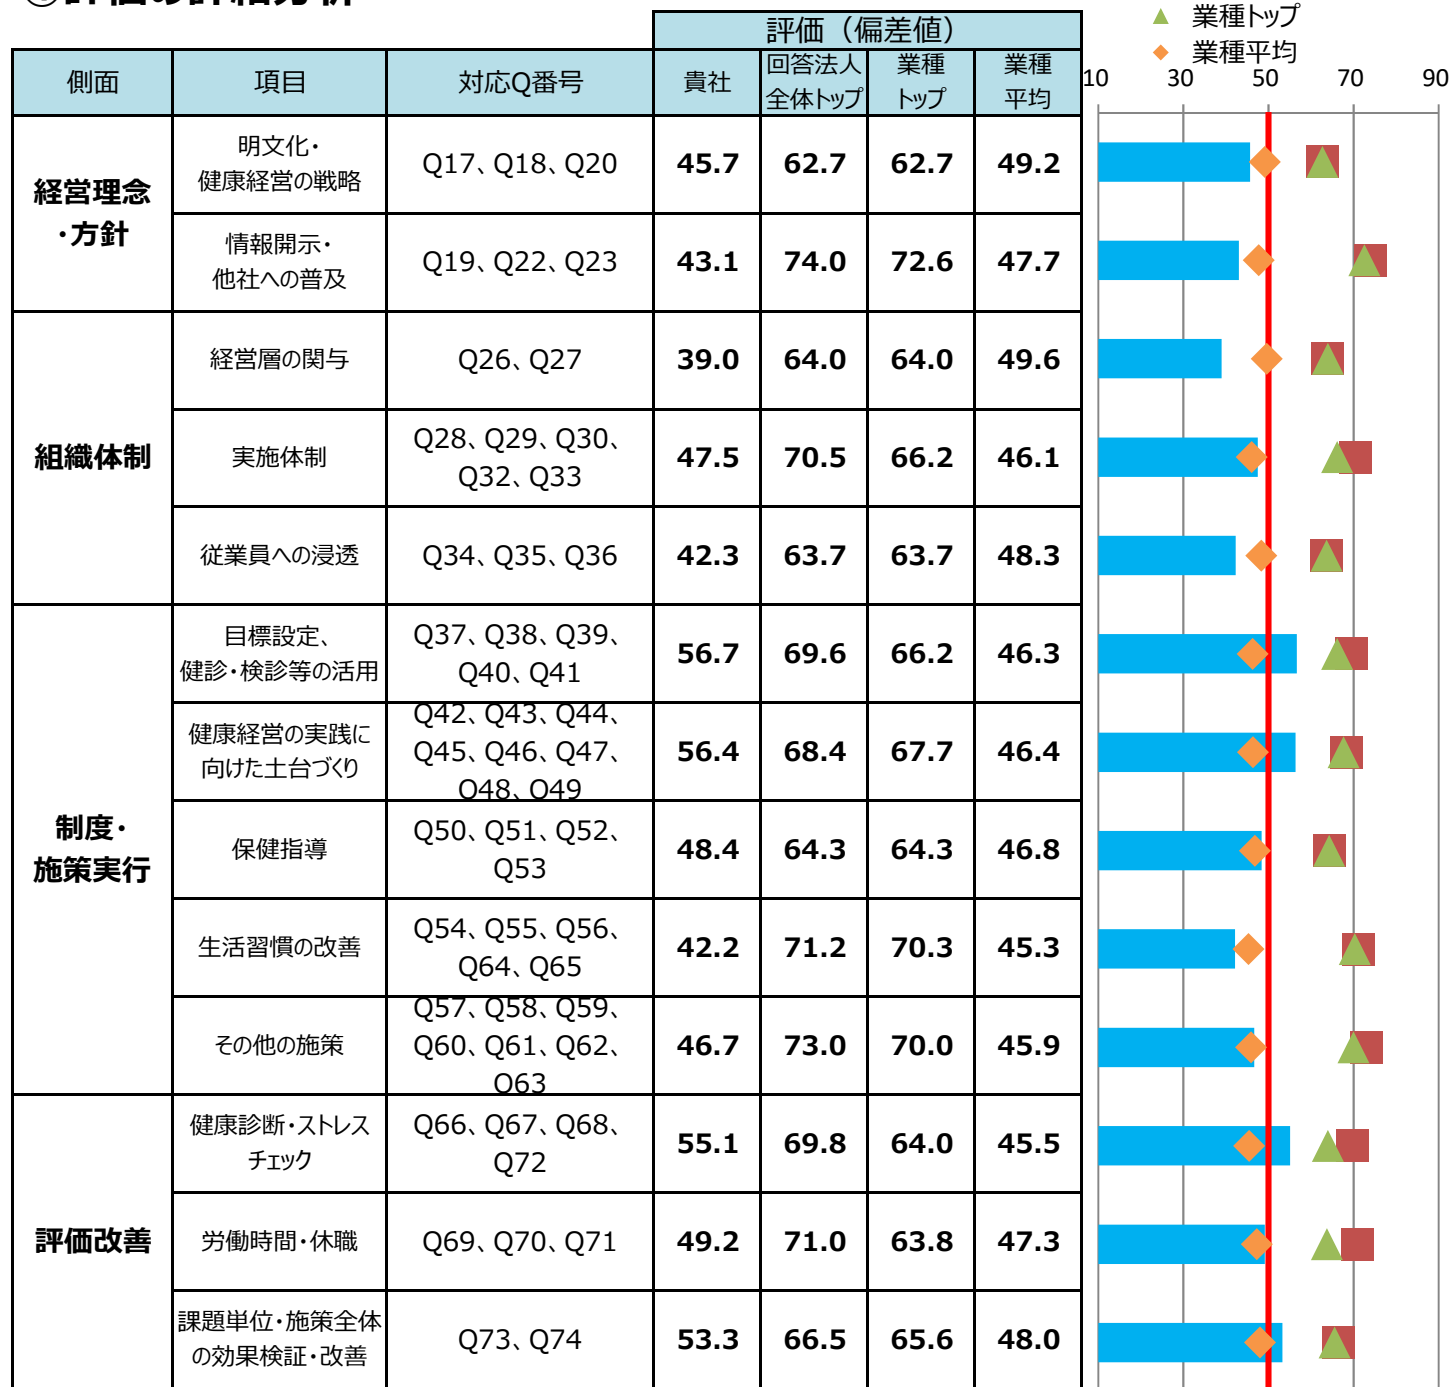 ①評価の詳細分析
▲ 業種トップ
◆ 業種平均
評価（偏差値）
側面 項目 対応Q番号 貴社 回答法人 業種 業種
全体トップ トップ 平均
10 30 50 70 90
経営理念
・方針
明文化・
健康経営の戦略
Q17、Q18、Q20 45.7 62.7 62.7 49.2
情報開示・
他社への普及
Q19、Q22、Q23 43.1 74.0 72.6 47.7
組織体制
経営層の関与 Q26、Q27 39.0 64.0 64.0 49.6
実施体制
Q28、Q29、Q30、
Q32、Q33
47.5 70.5 66.2 46.1
従業員への浸透 Q34、Q35、Q36 42.3 63.7 63.7 48.3
制度・
施策実行
目標設定、
健診・検診等の活用
Q37、Q38、Q39、
Q40、Q41
56.7 69.6 66.2 46.3
健康経営の実践に
向けた土台づくり
Q42、Q43、Q44、
Q45、Q46、Q47、
Q48、Q49
56.4 68.4 67.7 46.4
保健指導
Q50、Q51、Q52、
Q53
48.4 64.3 64.3 46.8
生活習慣の改善
Q54、Q55、Q56、
Q64、Q65
42.2 71.2 70.3 45.3
その他の施策
Q57、Q58、Q59、
Q60、Q61、Q62、
Q63
46.7 73.0 70.0 45.9
評価改善
健康診断・ストレス
チェック
Q66、Q67、Q68、
Q72
55.1 69.8 64.0 45.5
労働時間・休職 Q69、Q70、Q71 49.2 71.0 63.8 47.3
課題単位・施策全体
の効果検証・改善
Q73、Q74 53.3 66.5 65.6 48.0